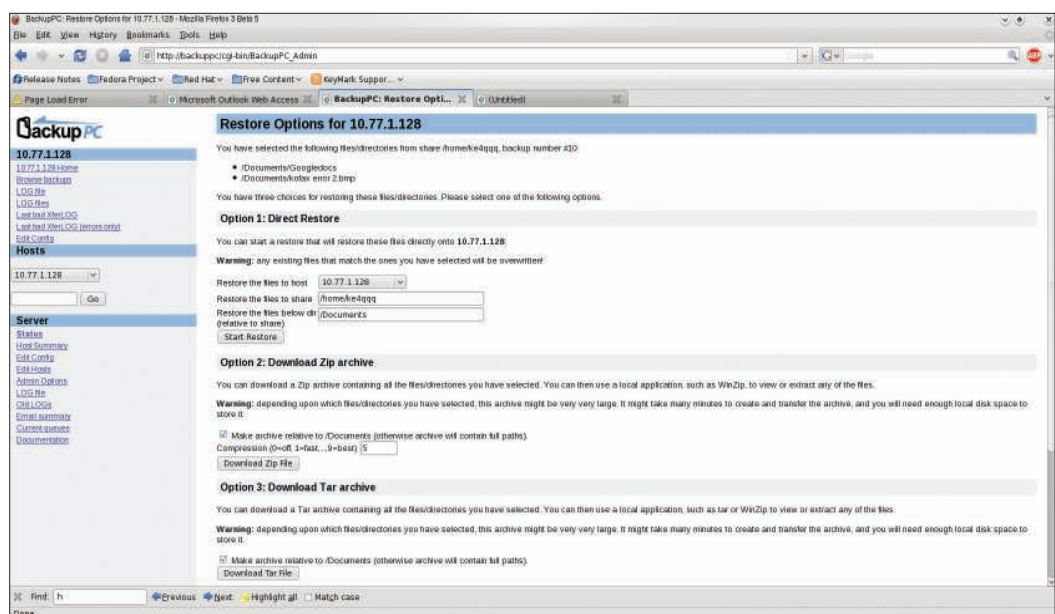 BackupPC: Restore Options for 10.77.1.128 - Mozilla Firefox 3 Beta 5
File Edit View History Bookmarks Tools Help
http://backuppc/cgi-bin/BackupPC_Admin
Google
ABP
Release Notes Fedora Project Red Hat Free Content KeyMark Suppor...
Page Load Error
Microsoft Outlook Web Access
BackupPC: Restore Opti...
(Untitled)
BackupPC
10.77.1.128
10.77.1.128 Home
Browse backups
LOG file
LOG files
Last bad XferLOG
Last bad XferLOG (errors only)
Edit Config
Hosts
10.77.1.128
Go
Server
Status
Host Summary
Edit Config
Edit Hosts
Admin Options
LOG file
Old LOGs
Email summary
Current queues
Documentation
Restore Options for 10.77.1.128
You have selected the following files/directories from share /home/ke4qqq, backup number #10:
/Documents/Googledocs
/Documents/kofax error 2.bmp
You have three choices for restoring these files/directories. Please select one of the following options.
Option 1: Direct Restore
You can start a restore that will restore these files directly onto 10.77.1.128.
Warning: any existing files that match the ones you have selected will be overwritten!
Restore the files to host 10.77.1.128
Restore the files to share /home/ke4qqq
Restore the files below dir /Documents
(relative to share)
Start Restore
Option 2: Download Zip archive
You can download a Zip archive containing all the files/directories you have selected. You can then use a local application, such as WinZip, to view or extract any of the files.
Warning: depending upon which files/directories you have selected, this archive might be very very large. It might take many minutes to create and transfer the archive, and you will need enough local disk space to
store it.
Make archive relative to /Documents (otherwise archive will contain full paths).
Compression (0=off, 1=fast,...,9=best) 5
Download Zip File
Option 3: Download Tar archive
You can download a Tar archive containing all the files/directories you have selected. You can then use a local application, such as tar or WinZip to view or extract any of the files.
Warning: depending upon which files/directories you have selected, this archive might be very very large. It might take many minutes to create and transfer the archive, and you will need enough local disk space to
store it.
Make archive relative to /Documents (otherwise archive will contain full paths).
Download Tar File
Find: h Previous Next Highlight all Match case
Done